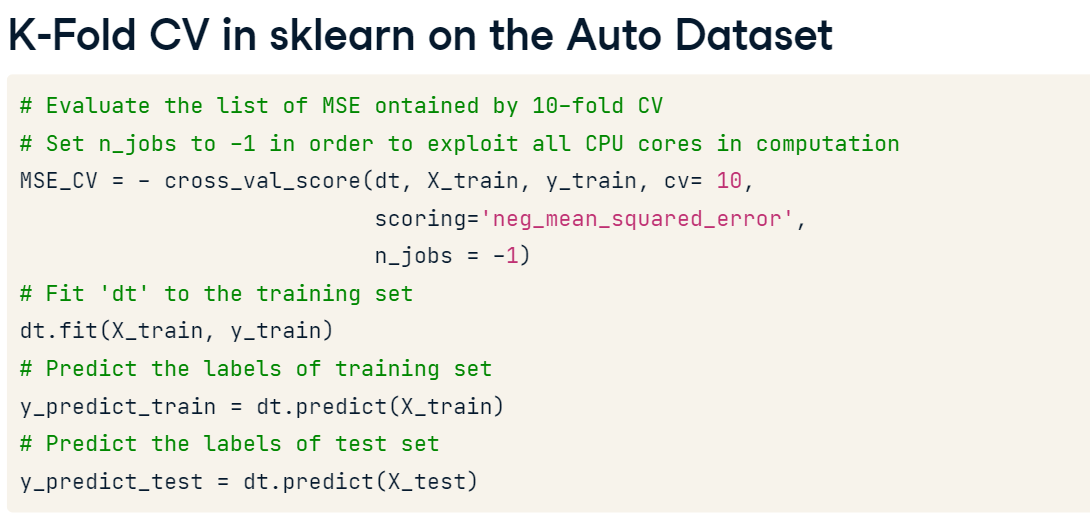 K-Fold CV in sklearn on the Auto Dataset
# Evaluate the list of MSE ontained by 10-fold CV
# Set n_jobs to -1 in order to exploit all CPU cores in computation
MSE_CV = - cross_val_score(dt, X_train, y_train, cv= 10,
                           scoring='neg_mean_squared_error',
                           n_jobs = -1)
# Fit 'dt' to the training set
dt.fit(X_train, y_train)
# Predict the labels of training set
y_predict_train = dt.predict(X_train)
# Predict the labels of test set
y_predict_test = dt.predict(X_test)